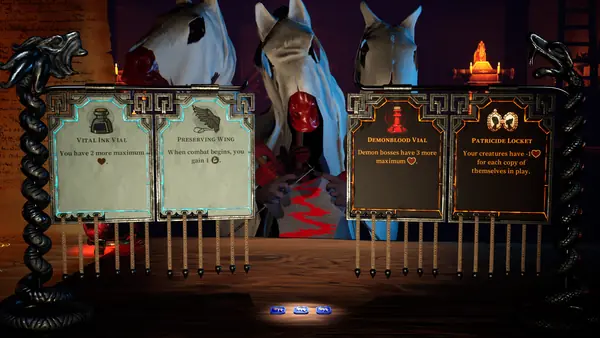 Vital Ink Vial
You have 2 more maximum
Preserving Wing
When combat begins, you
gain 1
Demonblood Vial
Demon bosses have 3 more
maximum
Patricide Locket
Your creatures have -1
for each copy of
themselves in play.